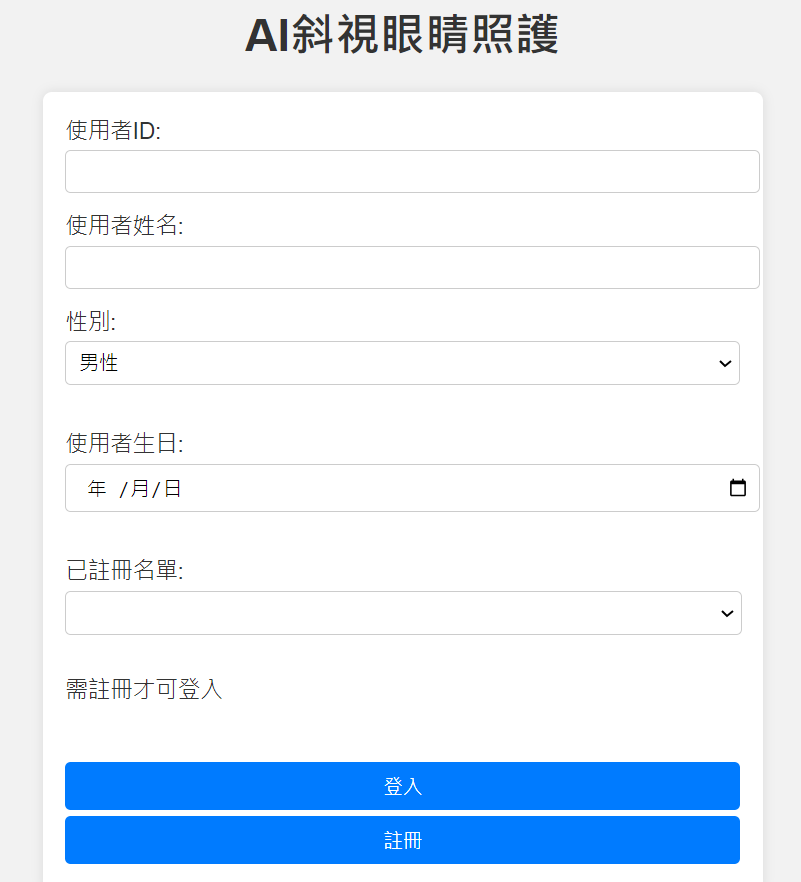 AI斜視眼睛照護
使用者ID:
使用者姓名:
性別:
男性
使用者生日:
年 /月/日
已註冊名單:
需註冊才可登入
登入
註冊